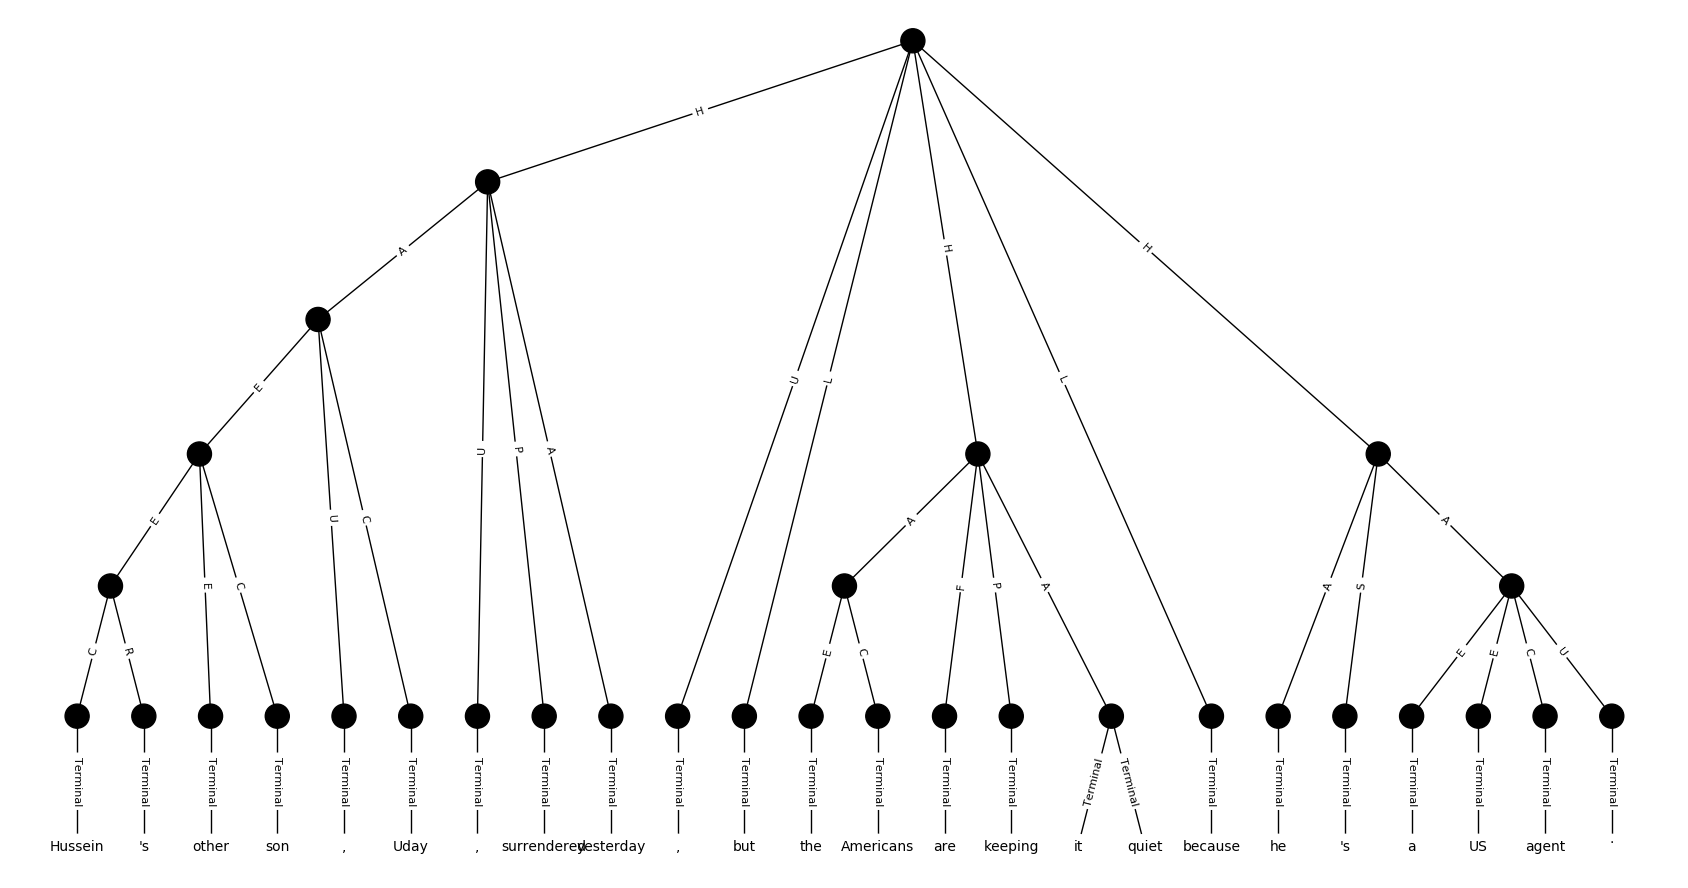 H
A
H
H
E
U
L
L
U
P
A
E
U
C
A
A
E
C
F
P
A
A
S
C
R
E
C
E
E
C
U
Terminal Terminal Terminal Terminal Terminal Terminal Terminal Terminal Terminal Terminal Terminal Terminal Terminal Terminal Terminal Terminal Terminal Terminal Terminal Terminal Terminal Terminal Terminal Terminal
Hussein 's other son , Uday , surrendered yesterday , but the Americans are keeping it quiet because he 's a US agent .